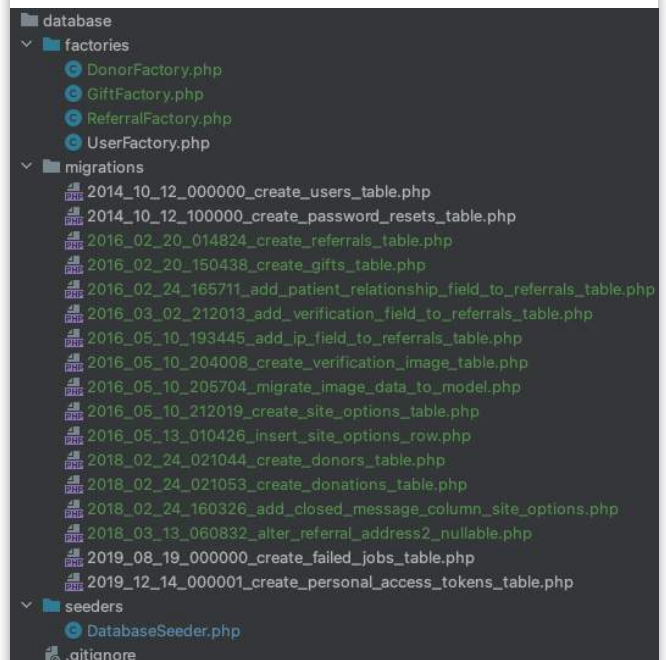 database
factories
DonorFactory.php
GiftFactory.php
ReferralFactory.php
UserFactory.php
migrations
2014_10_12_000000_create_users_table.php
2014_10_12_100000_create_password_resets_table.php
2016_02_20_014824_create_referrals_table.php
2016_02_20_150438_create_gifts_table.php
2016_02_24_165711_add_patient_relationship_field_to_referrals_table.php
2016_03_02_212013_add_verification_field_to_referrals_table.php
2016_05_10_193445_add_ip_field_to_referrals_table.php
2016_05_10_204008_create_verification_image_table.php
2016_05_10_205704_migrate_image_data_to_model.php
2016_05_10_212019_create_site_options_table.php
2016_05_13_010426_insert_site_options_row.php
2018_02_24_021044_create_donors_table.php
2018_02_24_021053_create_donations_table.php
2018_02_24_160326_add_closed_message_column_site_options.php
2018_03_13_060832_alter_referral_address2_nullable.php
2019_08_19_000000_create_failed_jobs_table.php
2019_12_14_000001_create_personal_access_tokens_table.php
seeders
DatabaseSeeder.php
.gitignore